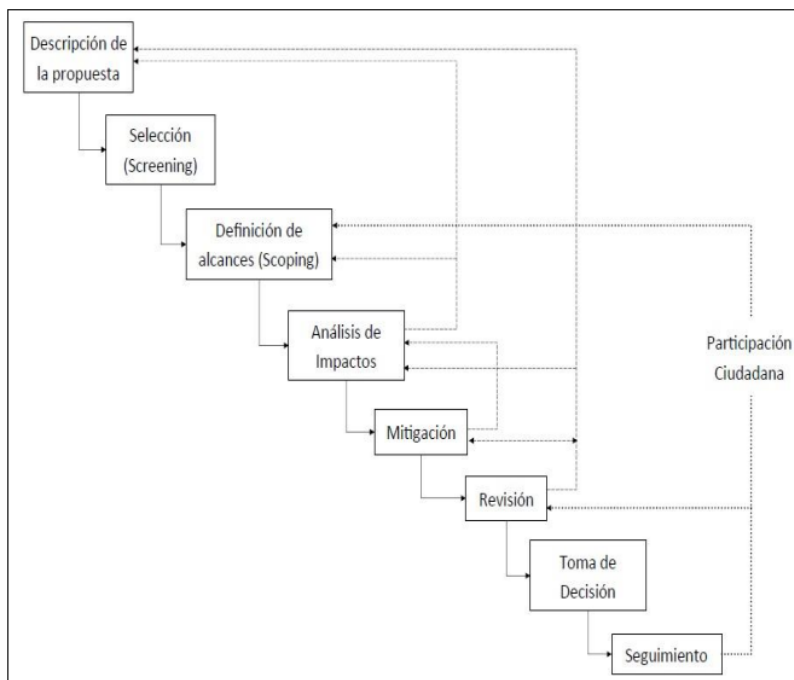 Descripción de
la propuesta
Selección
(Screening)
Definición de
alcances (Scoping)
Análisis de
Impactos
Participación
Ciudadana
Mitigación
Revisión
Toma de
Decisión
Seguimiento